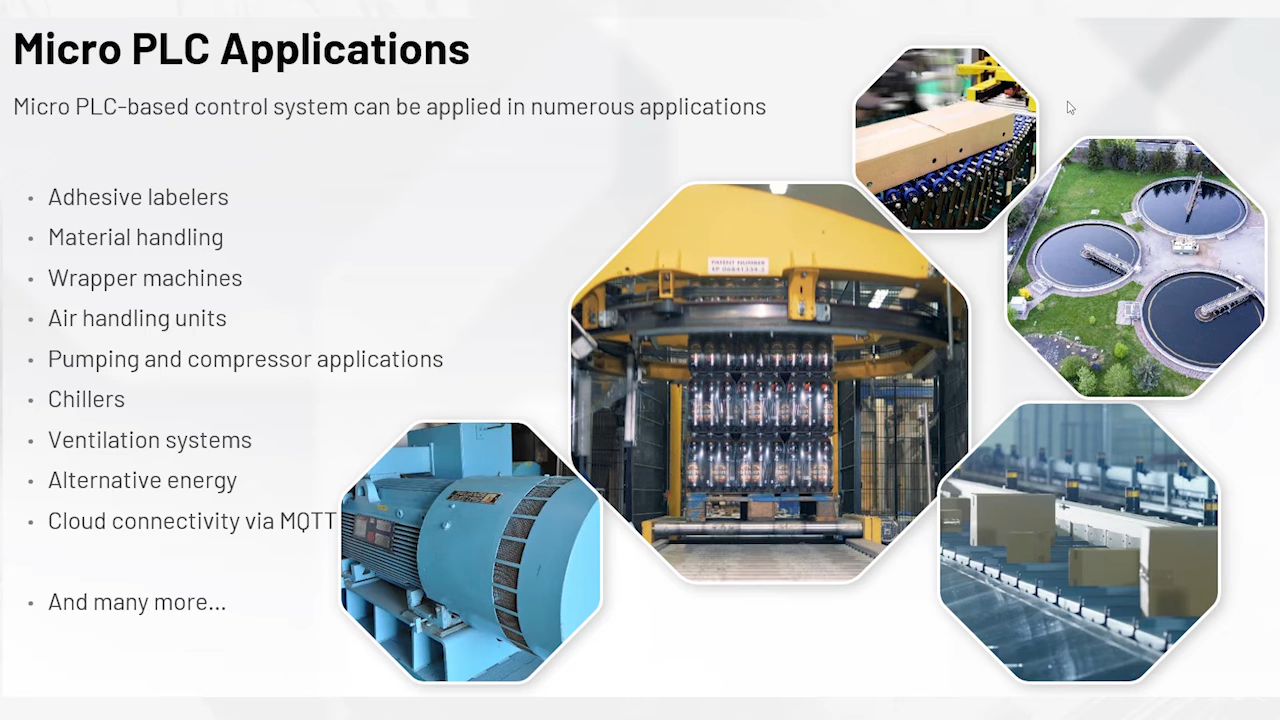 Micro PLC Applications
Micro PLC-based control system can be applied in numerous applications
• Adhesive labelers
• Material handling
• Wrapper machines
• Air handling units
• Pumping and compressor applications
• Chillers
• Ventilation systems
• Alternative energy
• Cloud connectivity via MQTT
• And many more...
PATENT NUMBER